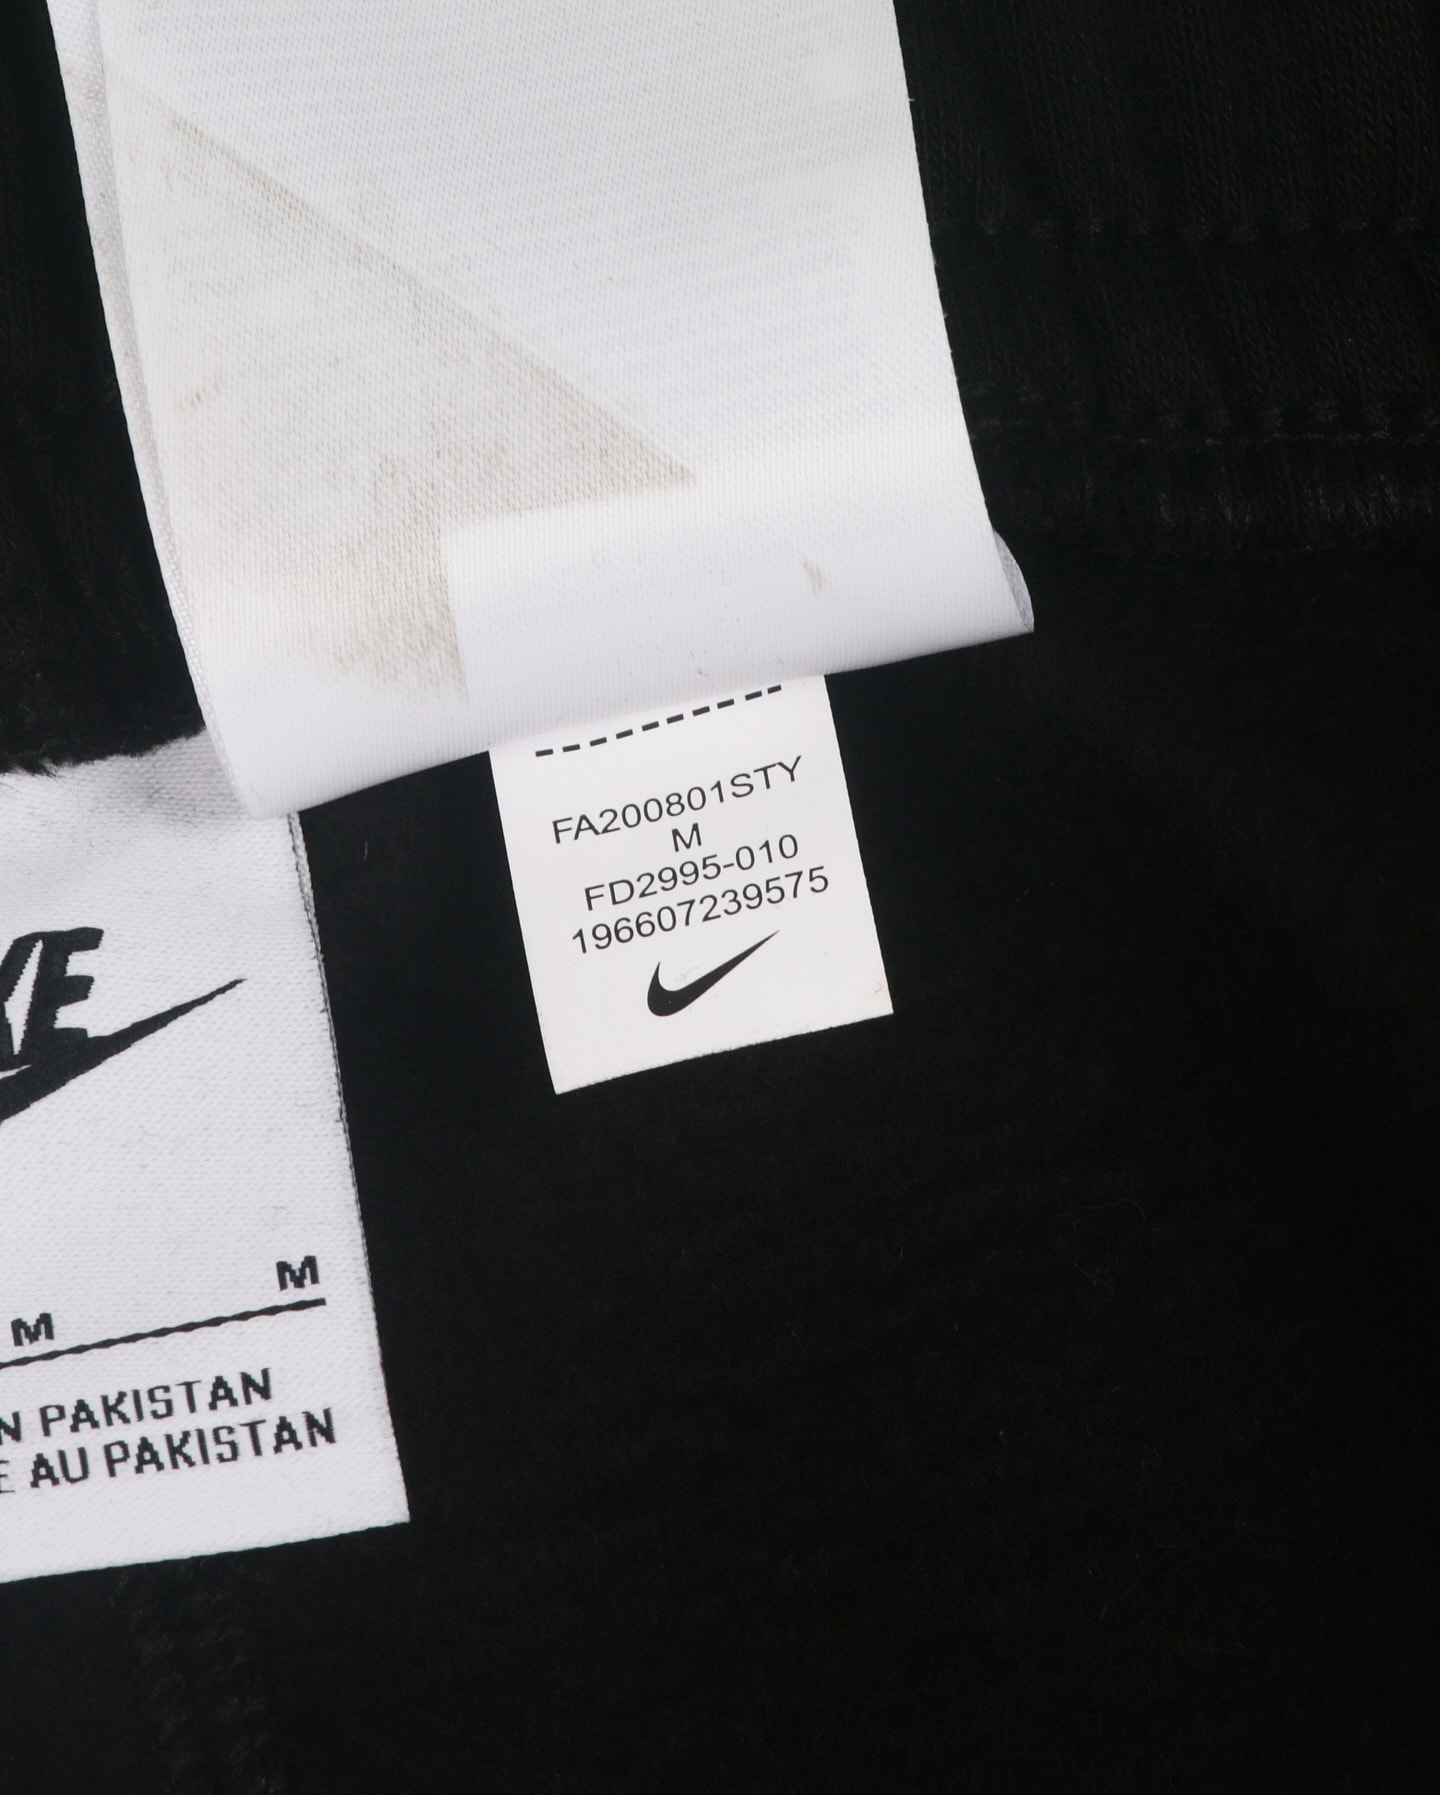 FA200801STY
M
FD2995-010
196607239575
M
M
PAKISTAN
AU PAKISTAN